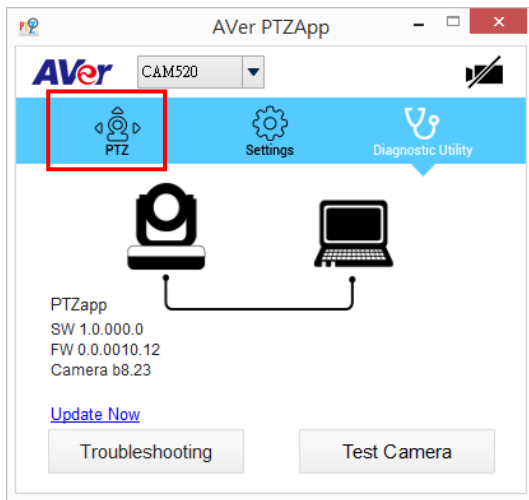 AVer PTZApp
AVer CAM520
PTZ Settings Diagnostic Utility
PTZapp
SW 1.0.000.0
FW 0.0.0010.12
Camera b8.23
Update Now
Troubleshooting Test Camera